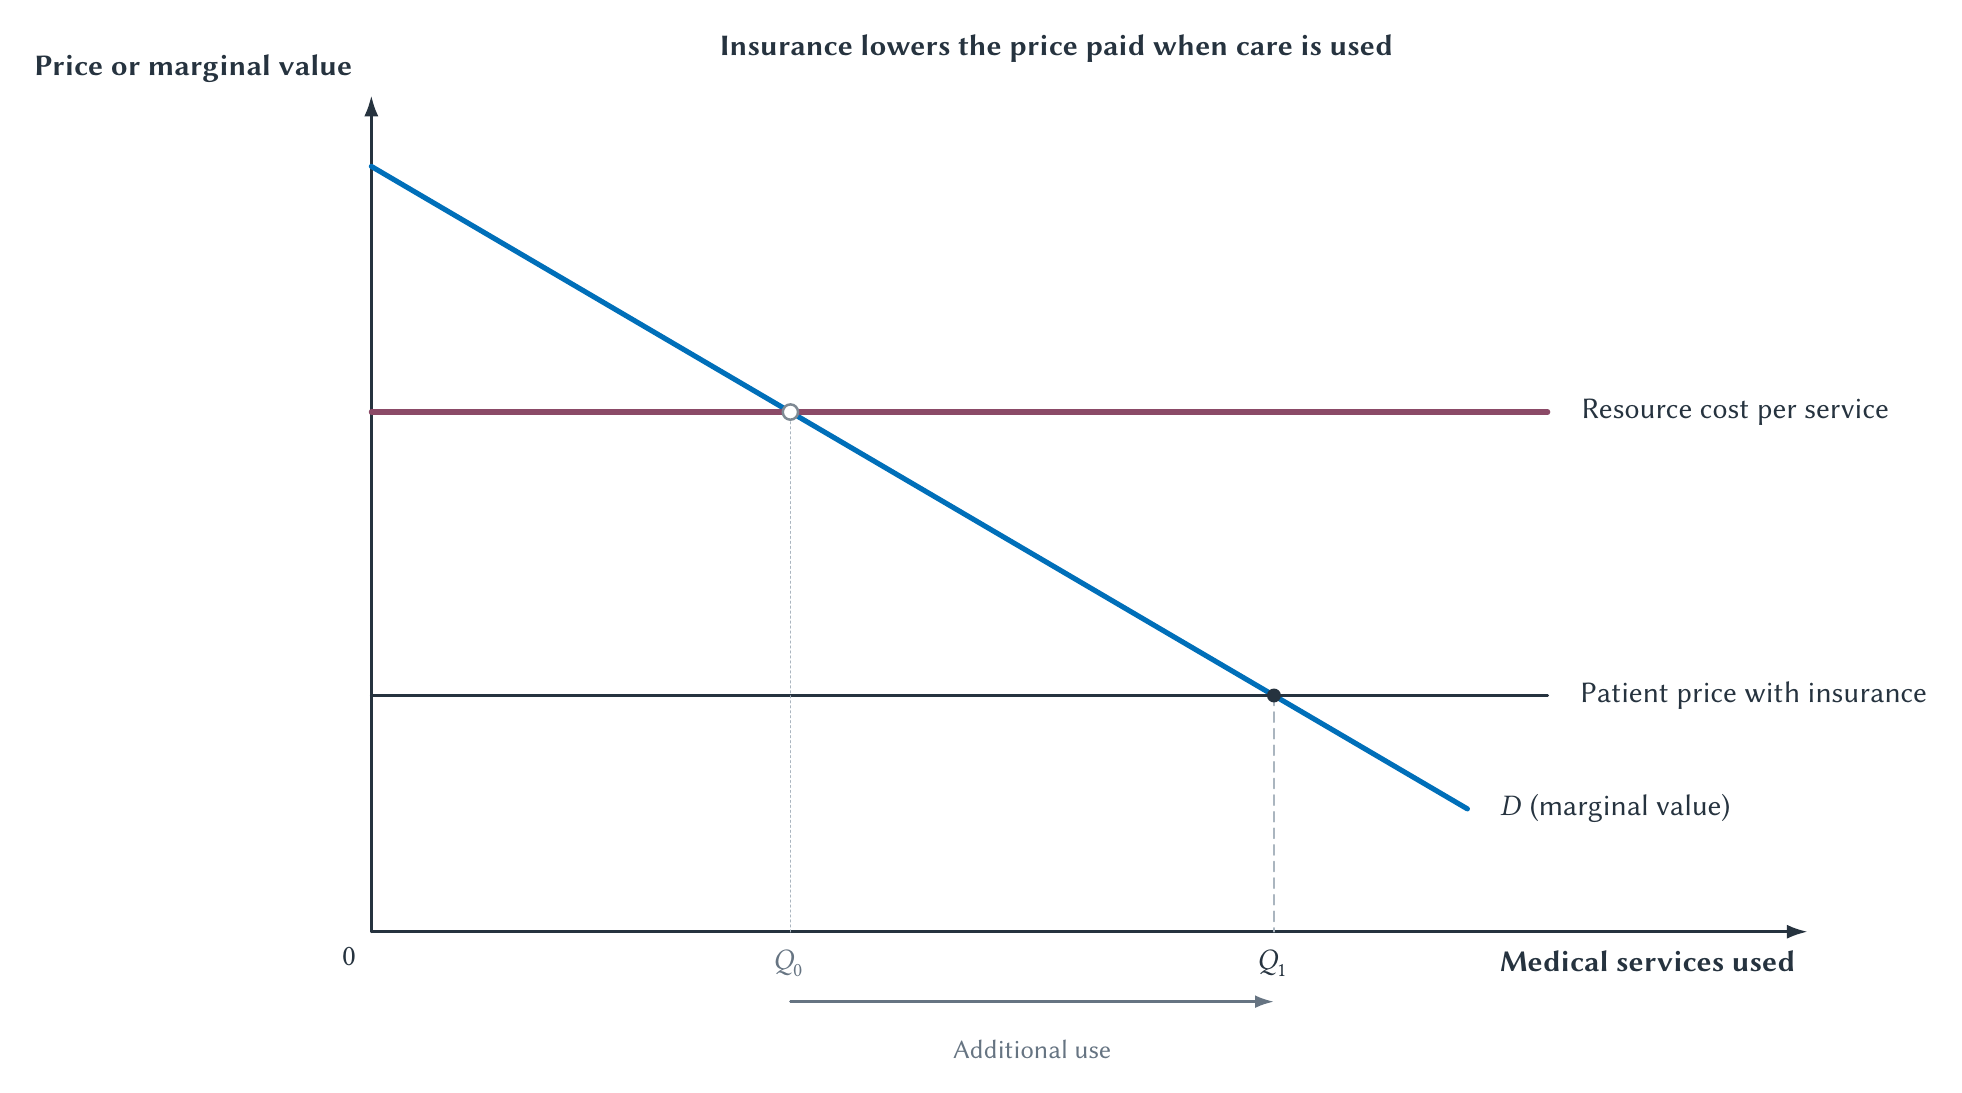 Insurance lowers the price paid when care is used
Price or marginal value
Resource cost per service
Patient price with insurance
D (marginal value)
0
Q₀
Q₁
Medical services used
Additional use